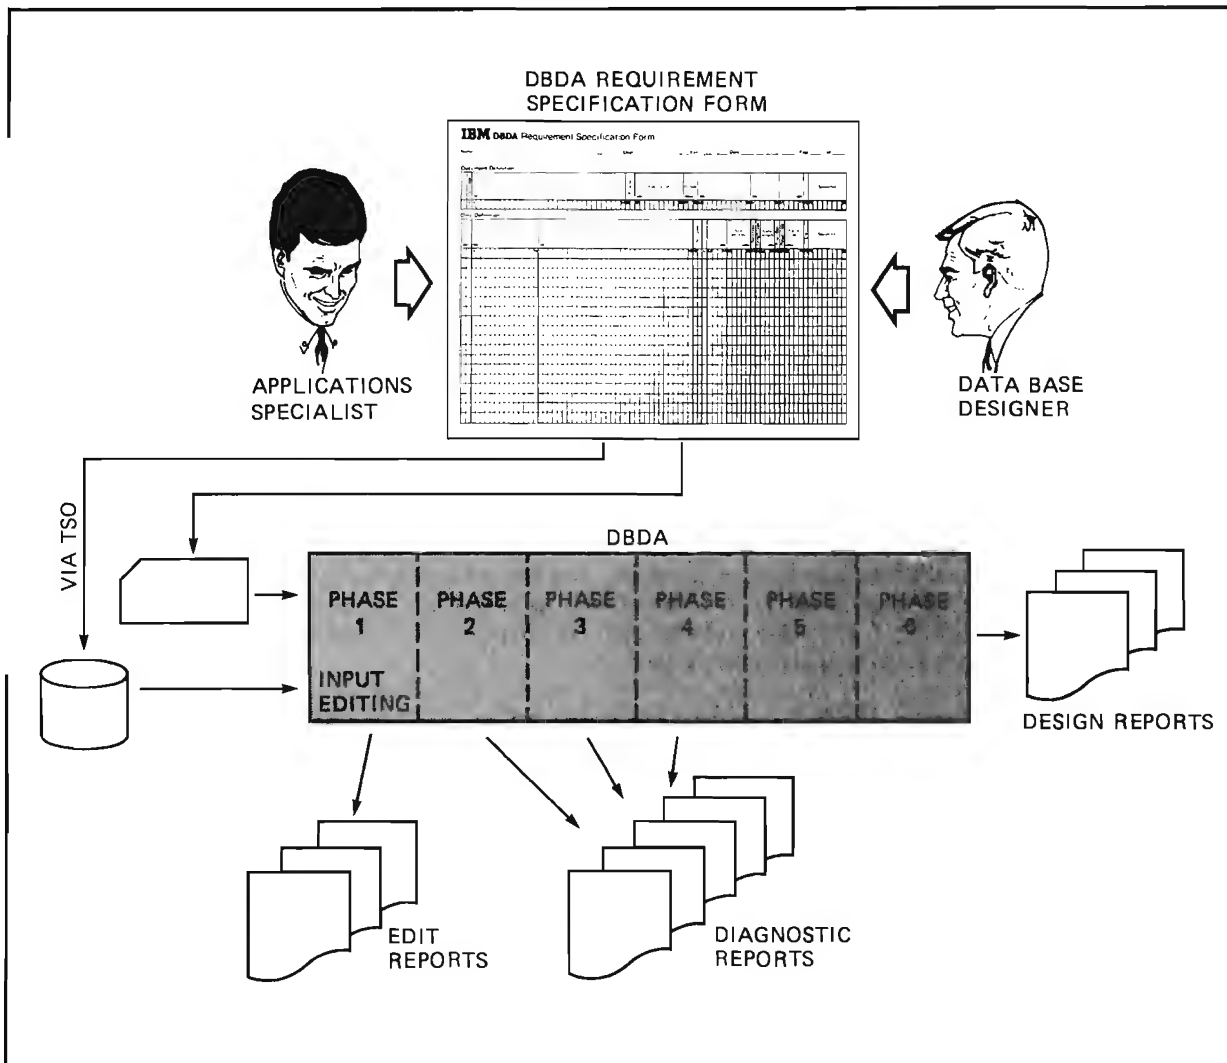 DBDA REQUIREMENT
SPECIFICATION FORM
IBM DBDA Requirement Specification Form
APPLICATIONS
SPECIALIST
DATA BASE
DESIGNER
VIA TSO
DBDA
PHASE
1
INPUT
EDITING
PHASE
2
PHASE
3
PHASE
4
PHASE
5
PHASE
6
DESIGN REPORTS
EDIT
REPORTS
DIAGNOSTIC
REPORTS